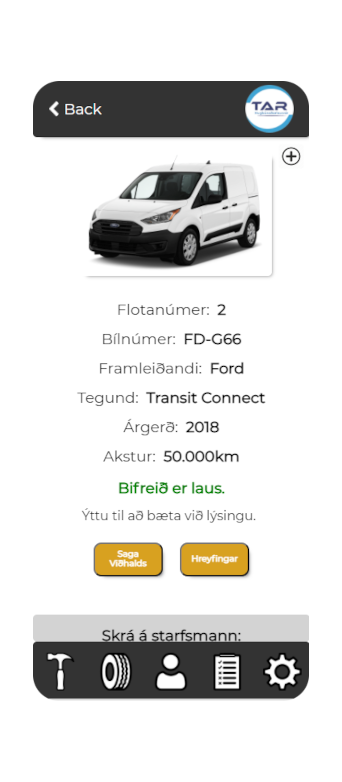 Back
TAR
Flotanúmer: 2
Bílnúmer: FD-G66
Framleiðandi: Ford
Tegund: Transit Connect
Árgerð: 2018
Akstur: 50.000km
Bifreið er laus.
Ýttu til að bæta við lýsingu.
Saga
Viðhalds
Hreyfingar
Skrá á starfsmann: